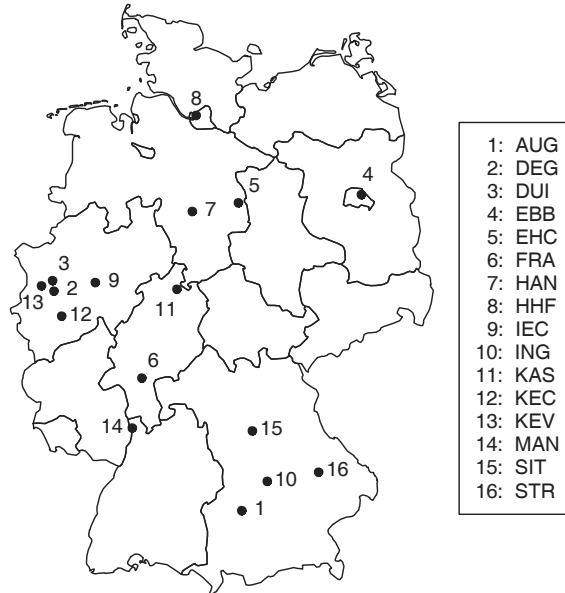 8
4
5
7
3
2
9
13
11
12
6
14
15
16
10
1
1: AUG
2: DEG
3: DUI
4: EBB
5: EHC
6: FRA
7: HAN
8: HHF
9: IEC
10: ING
11: KAS
12: KEC
13: KEV
14: MAN
15: SIT
16: STR